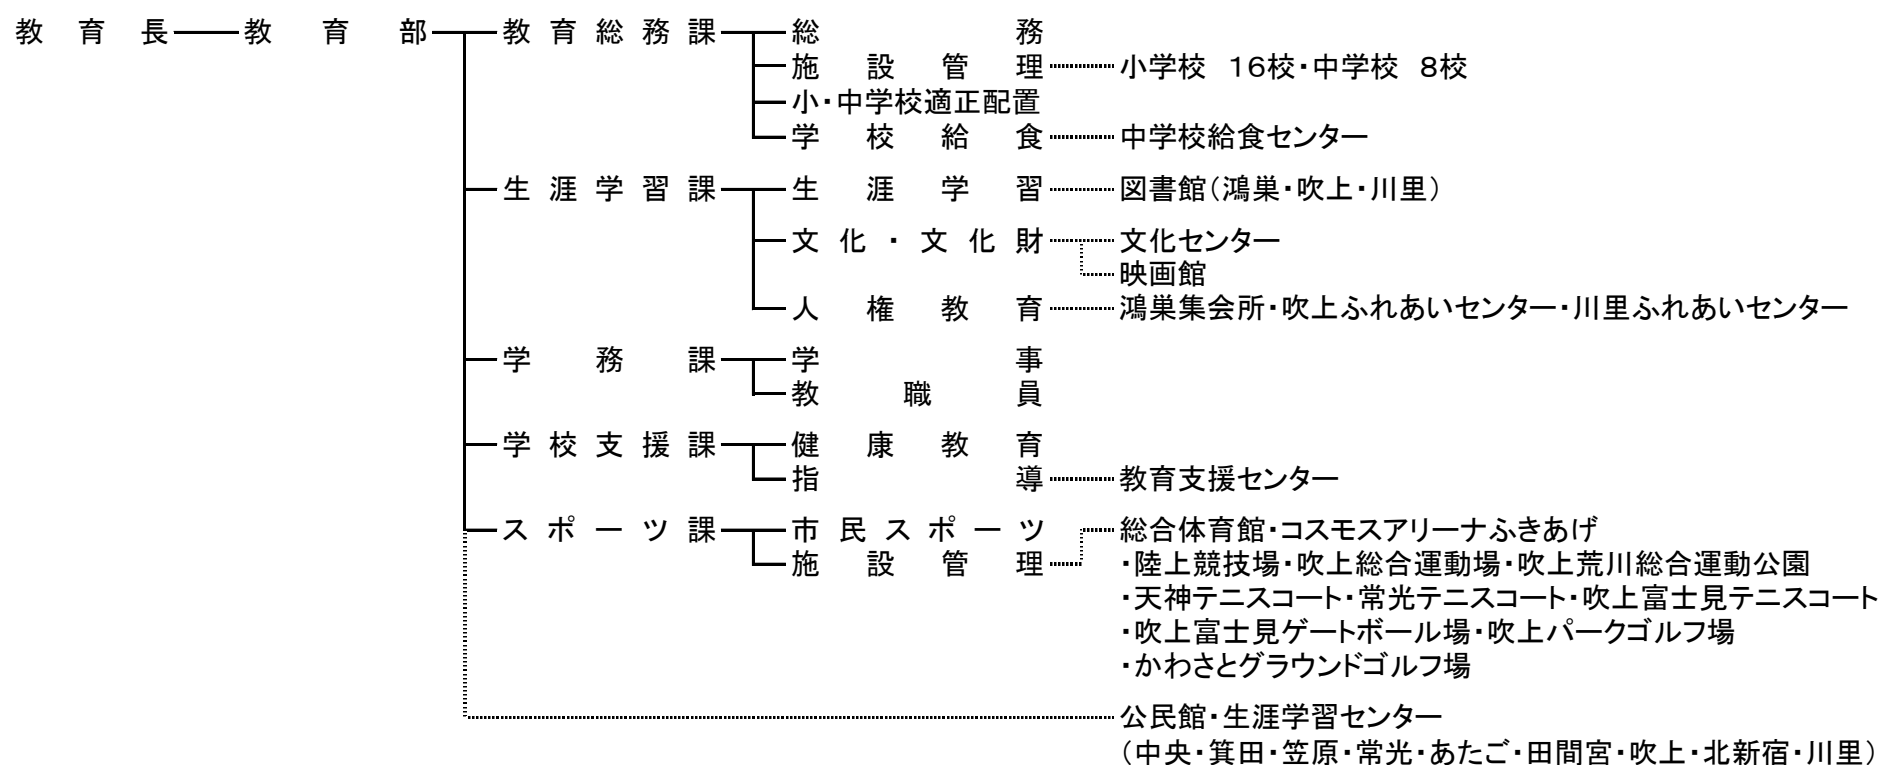 教育長 教育部 教育総務課 総務
施設管理 小学校 16校・中学校 8校
小・中学校適正配置
学校給食 中学校給食センター
生涯学習課 生涯学習 図書館(鴻巣・吹上・川里)
文化・文化財 文化センター
映画館
人権教育 鴻巣集会所・吹上ふれあいセンター・川里ふれあいセンター
学務課 学事
教職員
学校支援課 健康教育
指導 教育支援センター
スポーツ課 市民スポーツ 総合体育館・コスモスアリーナふきあげ
施設管理 ・陸上競技場・吹上総合運動場・吹上荒川総合運動公園
・天神テニスコート・常光テニスコート・吹上富士見テニスコート
・吹上富士見ゲートボール場・吹上パークゴルフ場
・かわさとグラウンドゴルフ場
公民館・生涯学習センター
(中央・箕田・笠原・常光・あたご・田間宮・吹上・北新宿・川里)